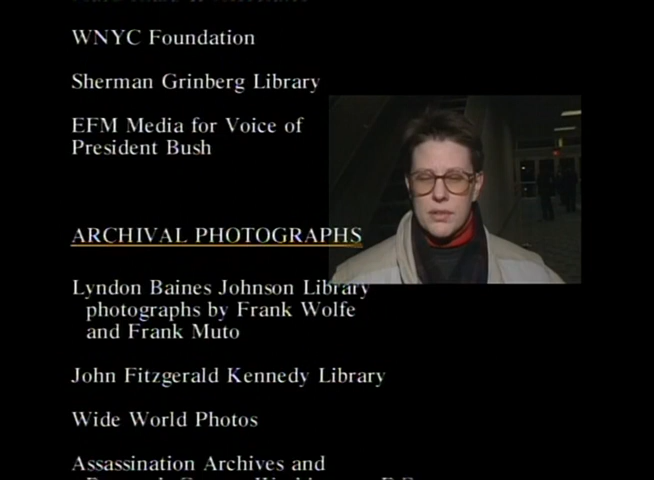 WNYC Foundation
Sherman Grinberg Library
EFM Media for Voice of
President Bush
ARCHIVAL PHOTOGRAPHS
Lyndon Baines Johnson Library
photographs by Frank Wolfe
and Frank Muto
John Fitzgerald Kennedy Library
Wide World Photos
Assassination Archives and